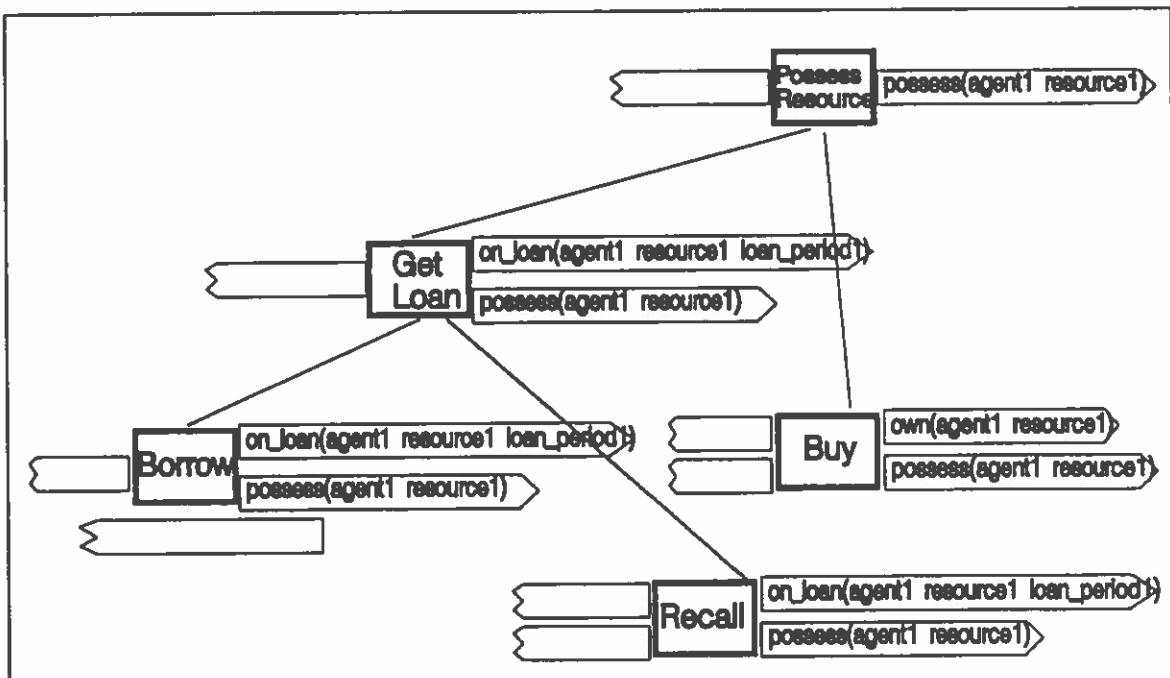 Possess
Resource
possess(agent1 resource1)
Get
Loan
on_loan(agent1 resource1 loan_period1)
possess(agent1 resource1)
Borrow
on_loan(agent1 resource1 loan_period1)
possess(agent1 resource1)
Buy
own(agent1 resource1)
possess(agent1 resource1)
Recall
on_loan(agent1 resource1 loan_period1)
possess(agent1 resource1)